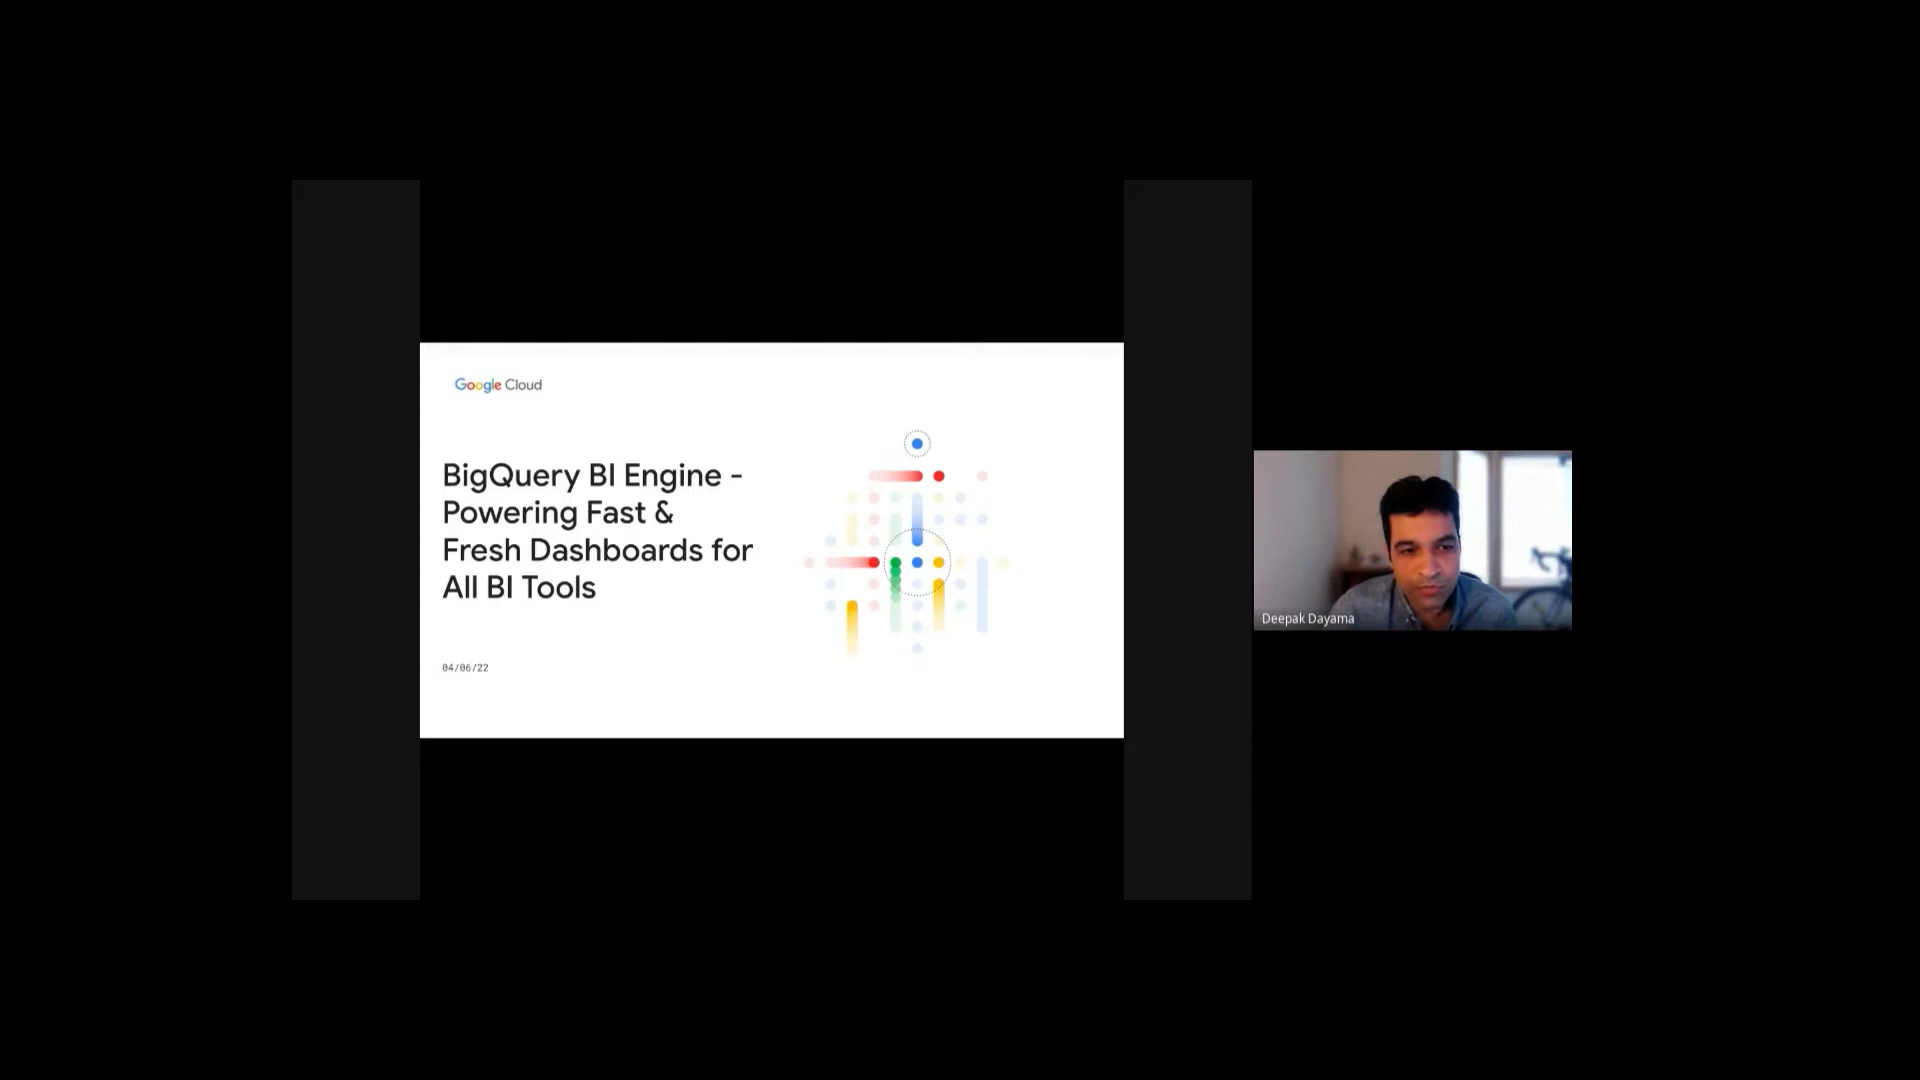 Google Cloud
BigQuery BI Engine -
Powering Fast &
Fresh Dashboards for
All BI Tools
04/06/22
Deepak Dayama